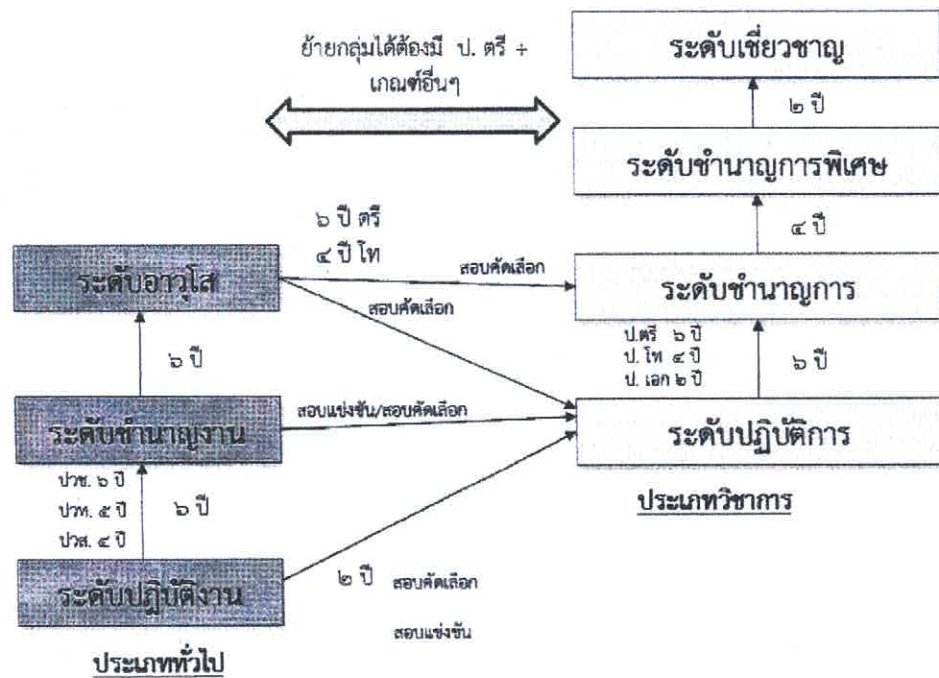 ย้ายกลุ่มได้ต้องมี ป. ตรี +
เกณฑ์อื่นๆ
ระดับเชี่ยวชาญ
๒ ปี
ระดับชำนาญการพิเศษ
๔ ปี
๖ ปี ตรี
๔ ปี โท
ระดับอาวุโส
สอบคัดเลือก
สอบคัดเลือก
ระดับชำนาญการ
๖ ปี
ป.ตรี ๖ ปี
ป. โท ๔ ปี
ป. เอก ๒ ปี
๖ ปี
ระดับชำนาญงาน
สอบแข่งขัน/สอบคัดเลือก
ระดับปฏิบัติการ
ประเภทวิชาการ
ปวช. ๖ ปี
ปวท. ๕ ปี
ปวส. ๔ ปี
๖ ปี
ระดับปฏิบัติงาน
๒ ปี สอบคัดเลือก
สอบแข่งขัน
ประเภททั่วไป